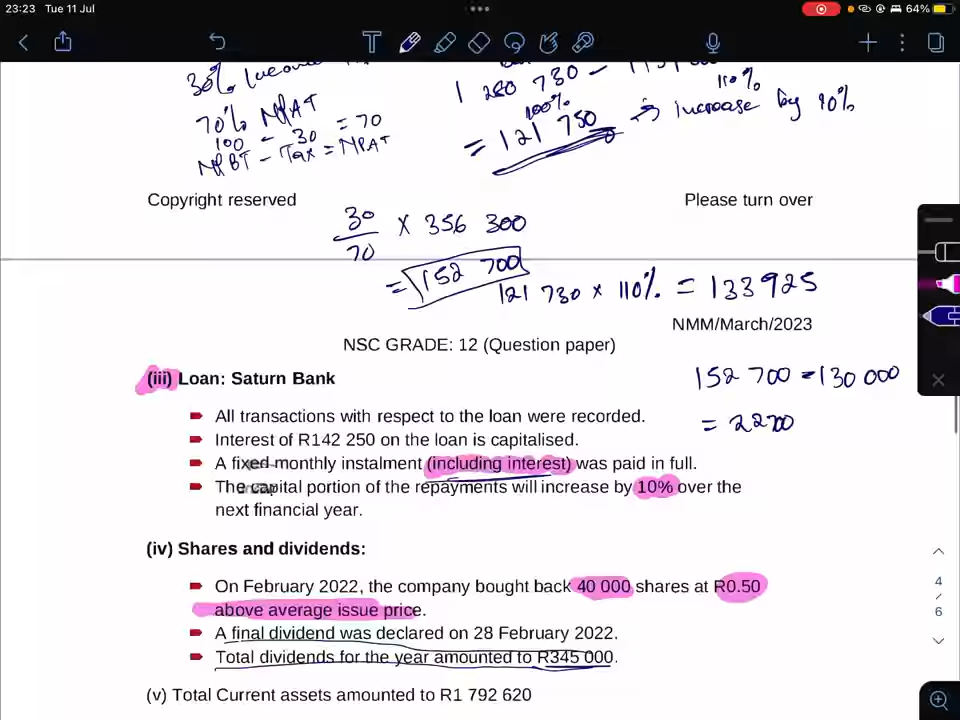 23:23 Tue 11 Jul
64%
30% Income
1 280 730 -
110%
70% NPAT
100 - 30 = 70
NPBT - Tax = NPAT
100%
= 121 750 → increase by 10%
Copyright reserved
Please turn over
30/70 × 356 300
= 152 700
121 730 × 110% = 133925
NMM/March/2023
NSC GRADE: 12 (Question paper)
(iii) Loan: Saturn Bank
152 700 - 130 000
= 22700
All transactions with respect to the loan were recorded.
Interest of R142 250 on the loan is capitalised.
A fixed monthly instalment (including interest) was paid in full.
The capital portion of the repayments will increase by 10% over the
next financial year.
(iv) Shares and dividends:
On February 2022, the company bought back 40 000 shares at R0.50
above average issue price.
A final dividend was declared on 28 February 2022.
Total dividends for the year amounted to R345 000.
(v) Total Current assets amounted to R1 792 620
4
6